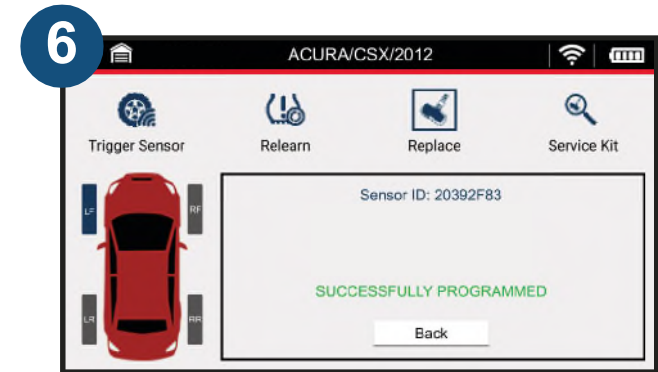 6
ACURA/CSX/2012
Trigger Sensor
Relearn
Replace
Service Kit
LF
RF
LR
RR
Sensor ID: 20392F83
SUCCESSFULLY PROGRAMMED
Back